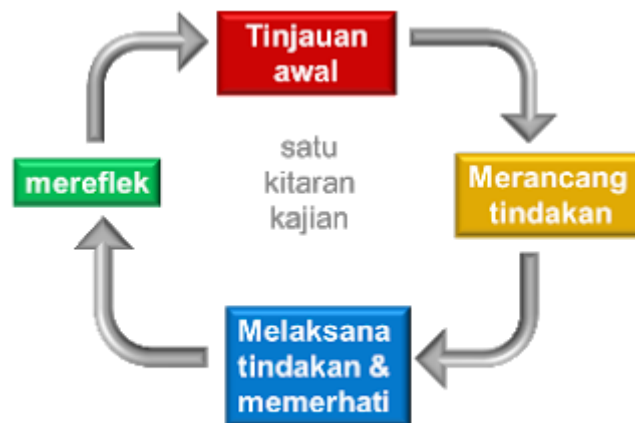 Tinjauan
awal
Merancang
tindakan
Melaksana
tindakan &
memerhati
mereflek
satu
kitaran
kajian